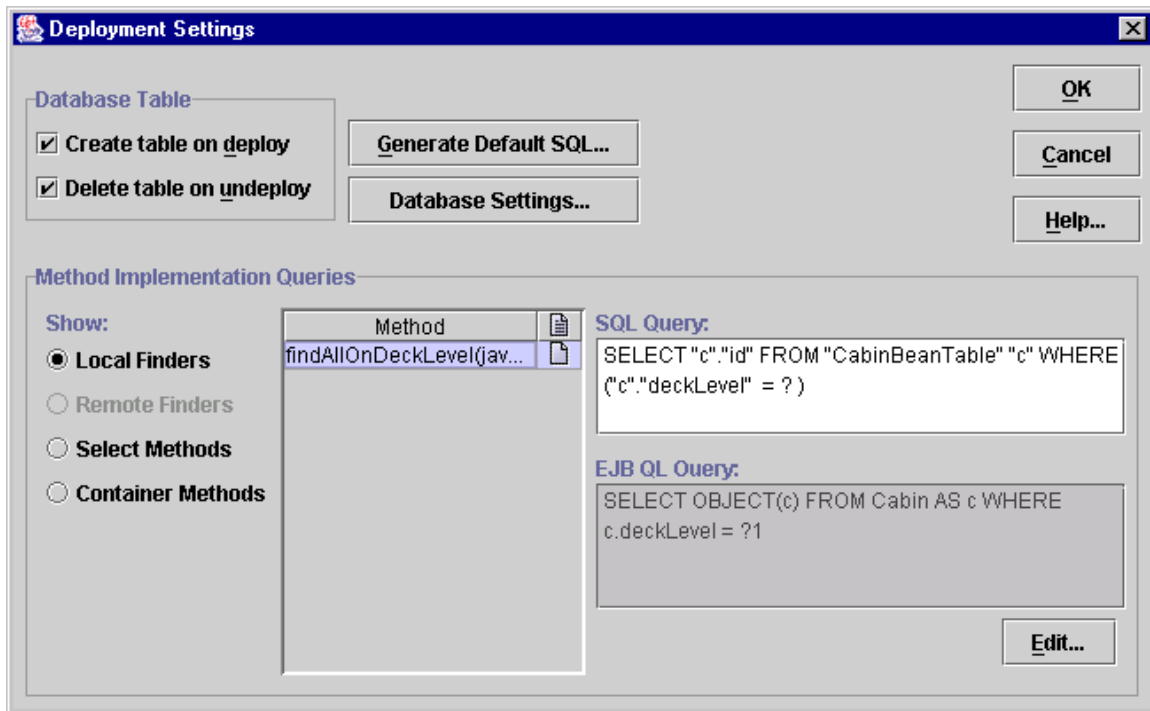 Deployment Settings
Database Table
Create table on deploy
Delete table on undeploy
Generate Default SQL...
Database Settings...
OK
Cancel
Help...
Method Implementation Queries
Show:
Local Finders
Remote Finders
Select Methods
Container Methods
Method
findAllOnDeckLevel(jav...
SQL Query:
SELECT "c"."id" FROM "CabinBeanTable" "c" WHERE
("c"."deckLevel" = ? )
EJB QL Query:
SELECT OBJECT(c) FROM Cabin AS c WHERE
c.deckLevel = ?1
Edit...